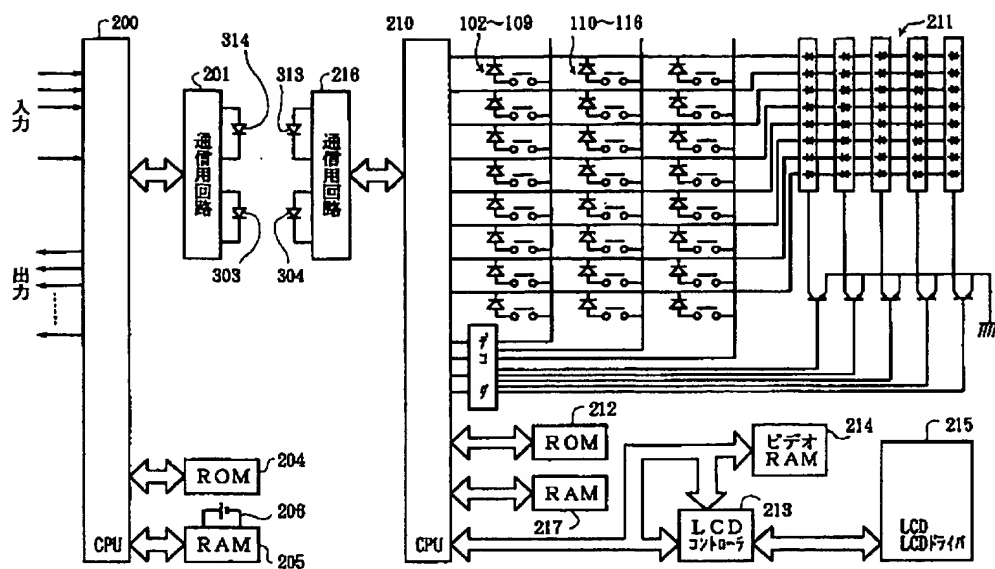 200
314
201
313
216
210
102~109
110~116
211
入力
通信用回路
通信用回路
303
304
出力
デコーダ
212
ROM
214
ビデオ
RAM
215
204
ROM
206
RAM
205
CPU
RAM
217
213
LCD
コントローラ
CPU
LCD
LCDドライバ